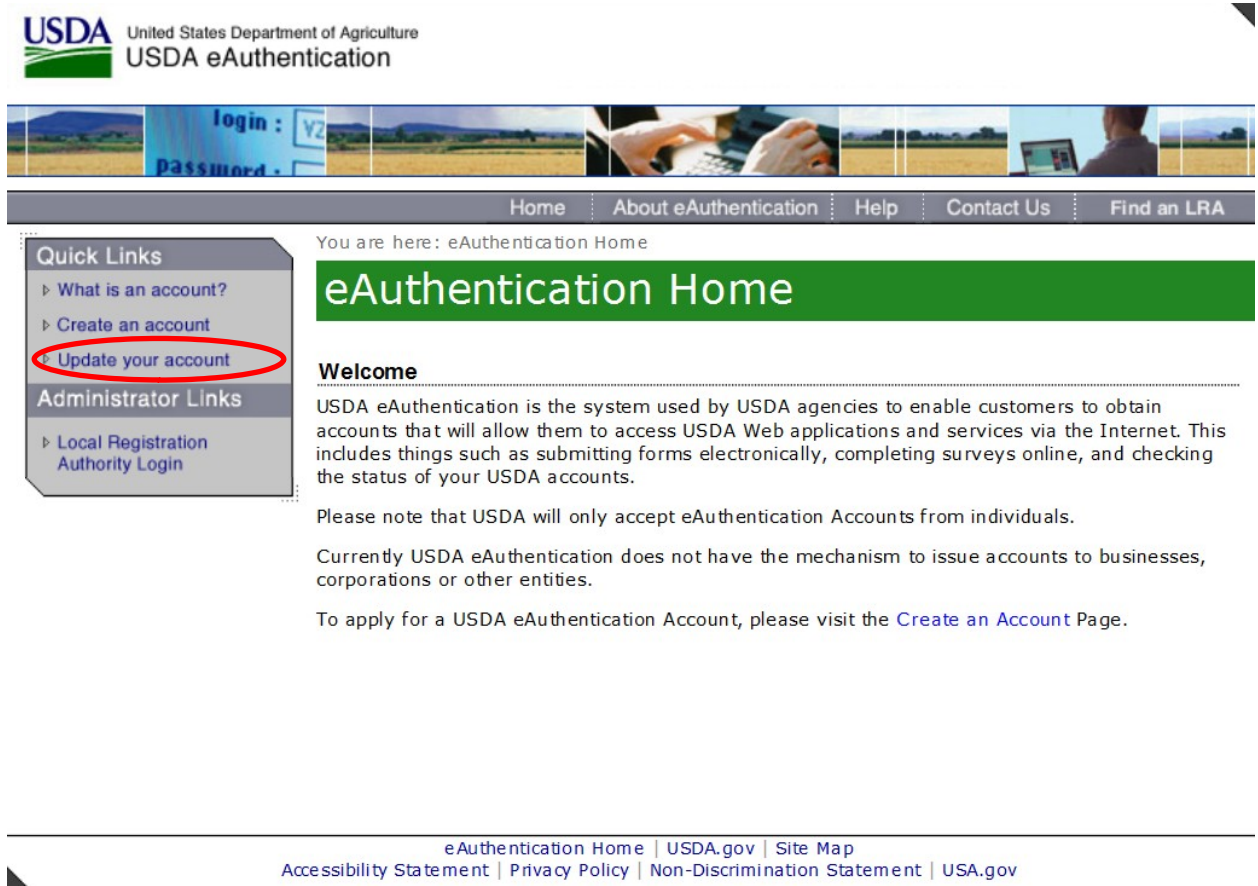 USDA United States Department of Agriculture
USDA eAuthentication
login :
password :
Home About eAuthentication Help Contact Us Find an LRA
Quick Links
What is an account?
Create an account
Update your account
Administrator Links
Local Registration
Authority Login
You are here: eAuthentication Home
eAuthentication Home
Welcome
USDA eAuthentication is the system used by USDA agencies to enable customers to obtain
accounts that will allow them to access USDA Web applications and services via the Internet. This
includes things such as submitting forms electronically, completing surveys online, and checking
the status of your USDA accounts.
Please note that USDA will only accept eAuthentication Accounts from individuals.
Currently USDA eAuthentication does not have the mechanism to issue accounts to businesses,
corporations or other entities.
To apply for a USDA eAuthentication Account, please visit the Create an Account Page.
eAuthentication Home | USDA.gov | Site Map
Accessibility Statement | Privacy Policy | Non-Discrimination Statement | USA.gov